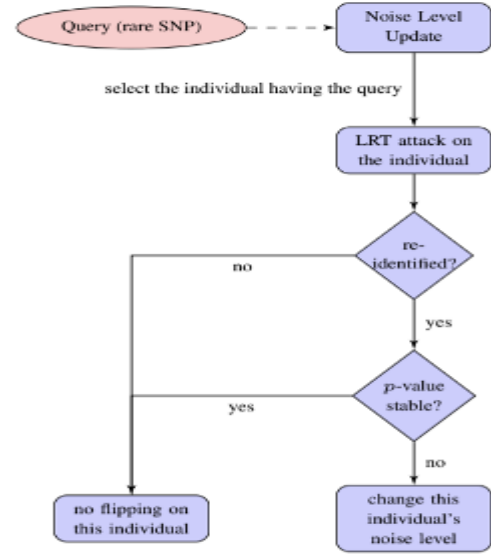 Query (rare SNP)
Noise Level
Update
select the individual having the query
LRT attack on
the individual
re-
identified?
no
yes
p-value
stable?
yes
no
no flipping on
this individual
change this
individual's
noise level